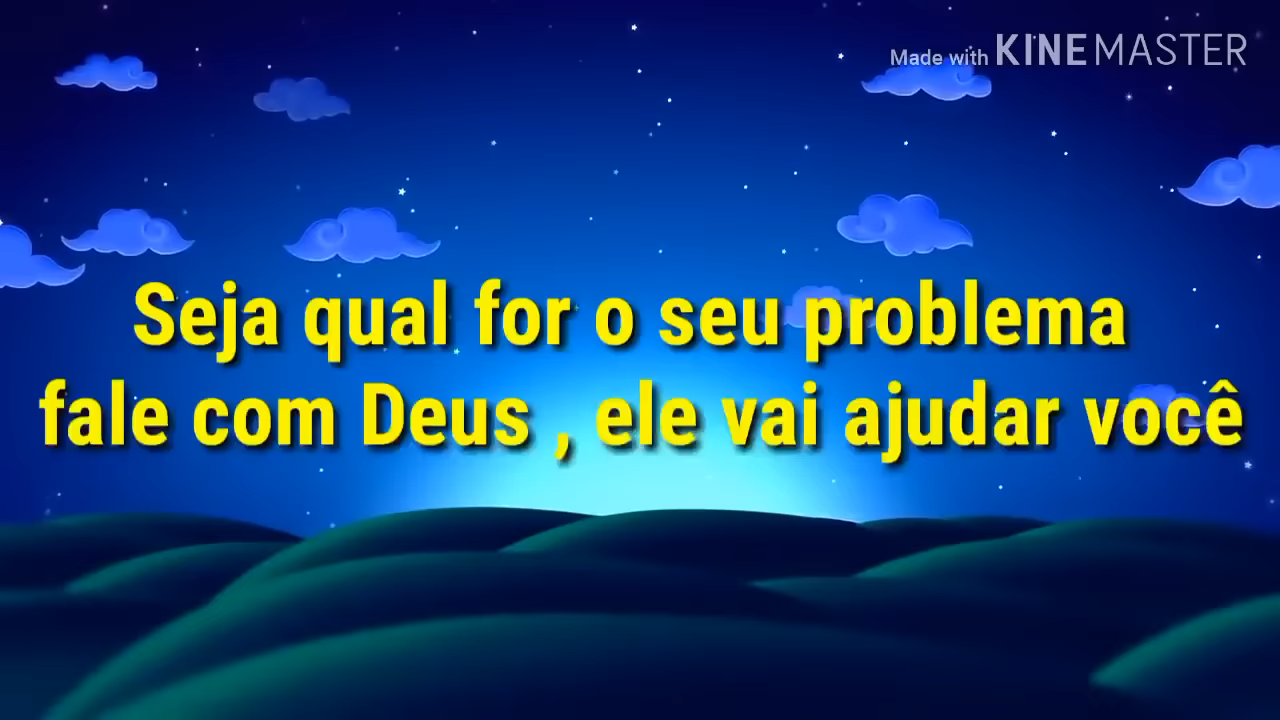 Made with KINEMASTER
Seja qual for o seu problema
fale com Deus , ele vai ajudar você